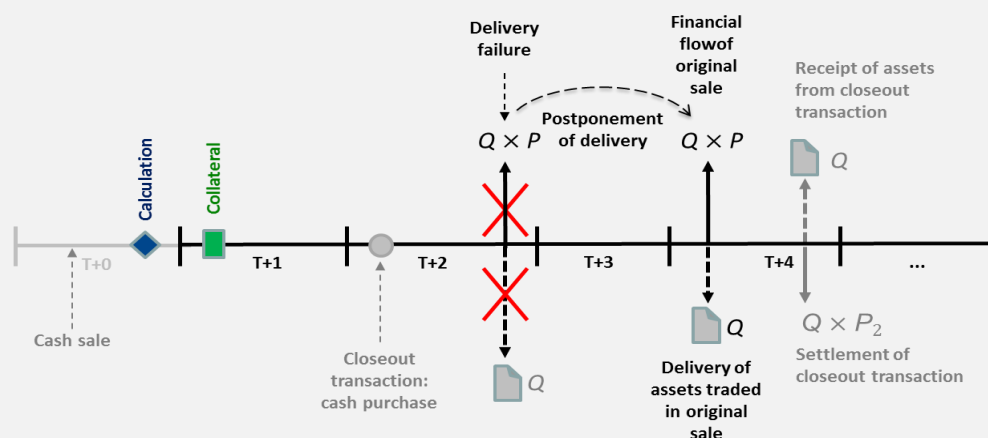 Delivery
failure
Financial
flowof
original
sale
Receipt of assets
from closeout
transaction
Postponement
of delivery
Q × P
Q × P
Q
Calculation
Collateral
T+0
T+1
T+2
T+3
T+4
...
Cash sale
Closeout
transaction:
cash purchase
Q
Q
Delivery of
assets traded
in original
sale
Q × P₂
Settlement of
closeout transaction